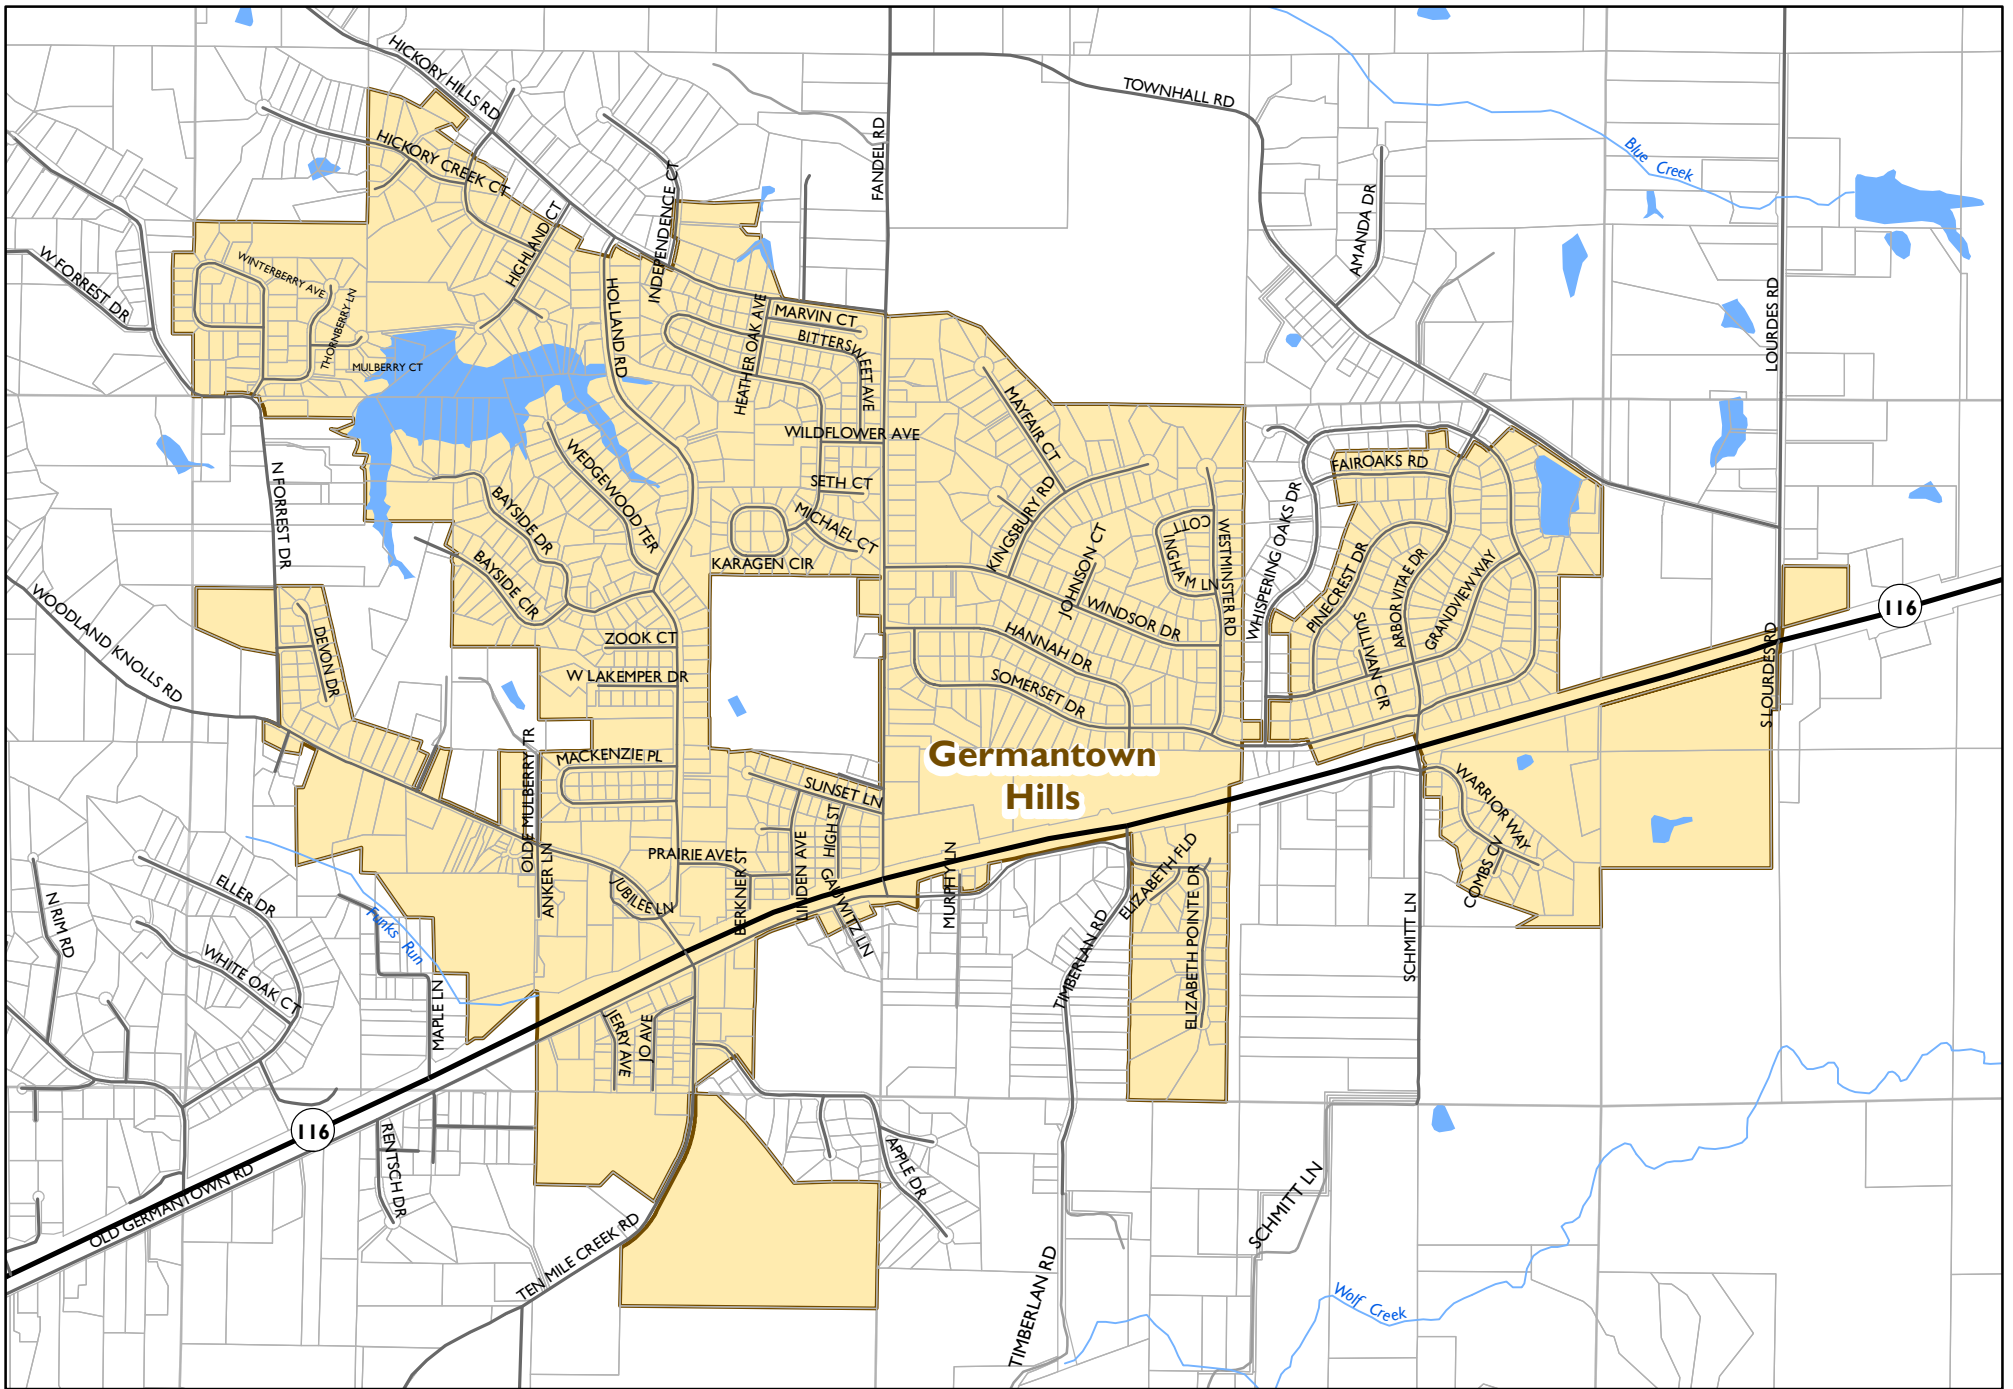 HICKORY HILLS RD
TOWNHALL RD
FANDEL RD
HICKORY CREEK CT
Blue Creek
INDEPENDENCE CT
AMANDA DR
HIGHLAND CT
W FORREST DR
WINTERBERRY AVE
THORNBERRY LN
MULBERRY CT
HOLLAND RD
HEATHER OAK AVE
MARVIN CT
BITTERSWEET AVE
LOURDES RD
MAYFAIR CT
WILDFLOWER AVE
WEDGEWOOD TER
BAYSIDE DR
SETH CT
MICHAEL CT
KINGSBURY RD
FAIROAKS RD
N FORREST DR
BAYSIDE CIR
KARAGEN CIR
JOHNSON CT
COTTINGHAM LN
WESTMINSTER RD
WHISPERING OAKS DR
PINECREST DR
ARBOR VITAE DR
GRANDVIEW WAY
116
WOODLAND KNOLLS RD
DEVON DR
ZOOK CT
W LAKEMPER DR
WINDSOR DR
HANNAH DR
SOMERSET DR
SULLIVAN CIR
S LOURDES RD
Germantown
Hills
OLDE MULBERRY TR
MACKENZIE PL
SUNSET LN
HIGH ST
WARRIOR WAY
COMBS CT
PRAIRIE AVE
BERKNER ST
LINDEN AVE
GAUWITZ LN
MURPHY LN
ELIZABETH FLD
ELIZABETH POINTE DR
ANKER LN
JUBILEE LN
ELLER DR
N RIM RD
Funks Run
WHITE OAK CT
MAPLE LN
TIMBERLAN RD
SCHMITT LN
JERRY AVE
JO AVE
116
RENTSCH DR
APPLE DR
OLD GERMANTOWN RD
TEN MILE CREEK RD
SCHMITT LN
TIMBERLAN RD
Wolf Creek